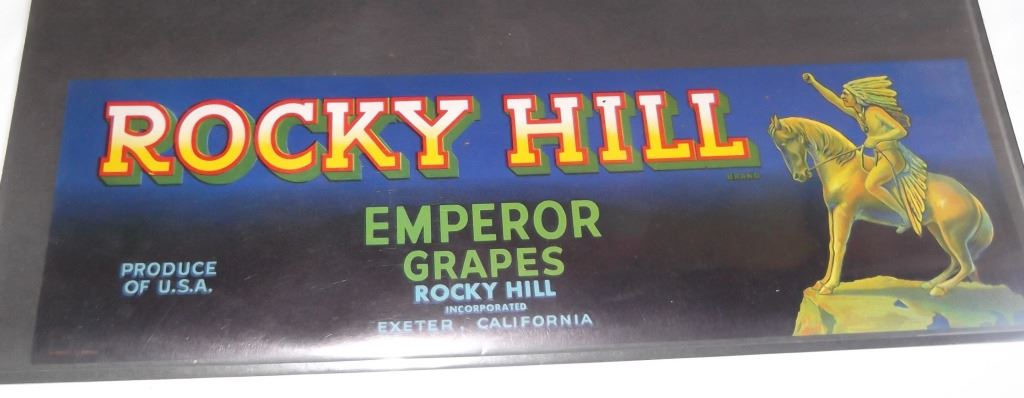 ROCKY HILL
BRAND
EMPEROR
GRAPES
ROCKY HILL
INCORPORATED
EXETER, CALIFORNIA
PRODUCE
OF U.S.A.